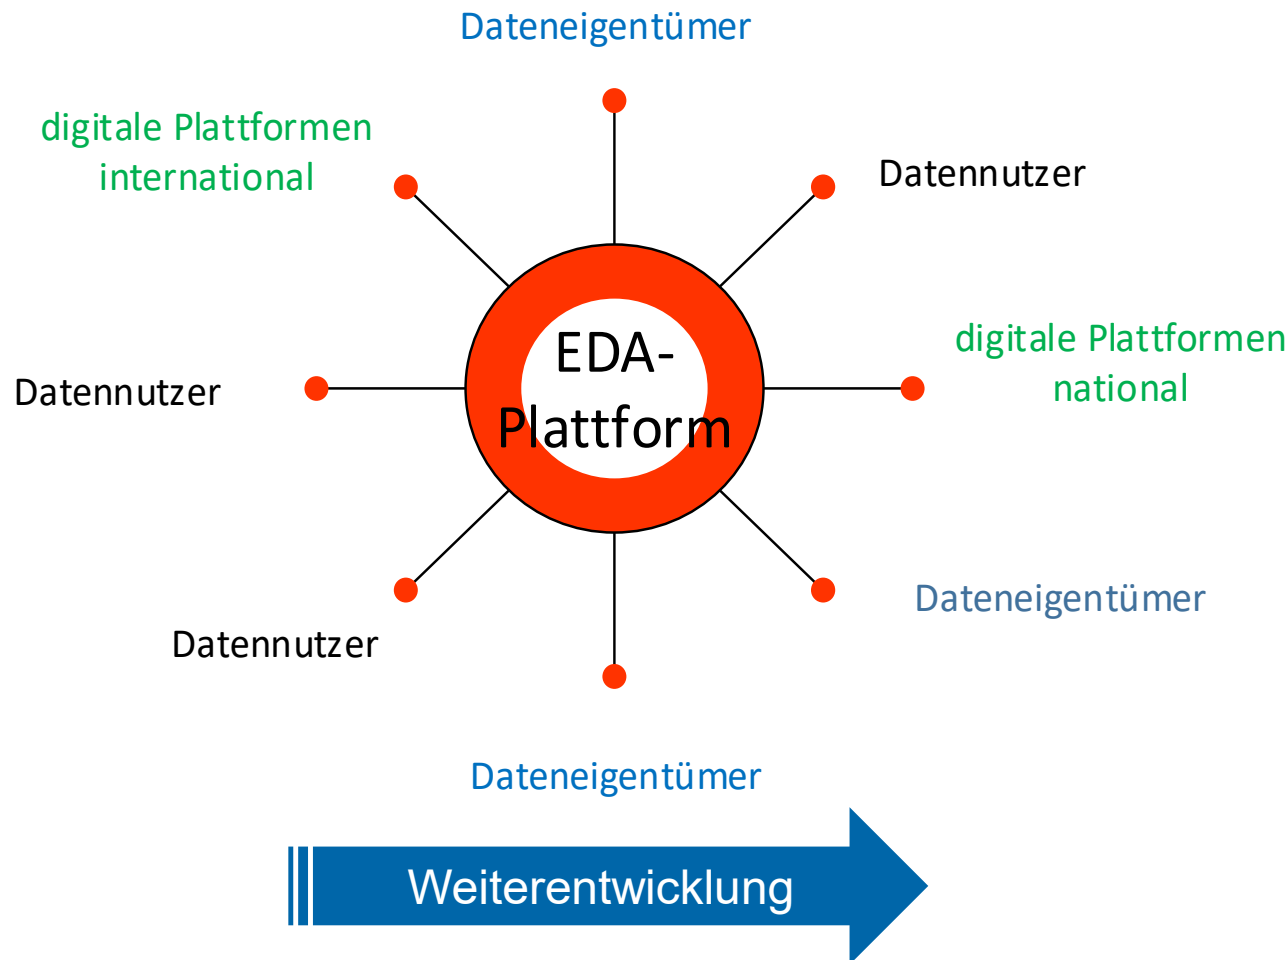 Dateneigentümer
digitale Plattformen
international
Datennutzer
EDA-
Plattform
digitale Plattformen
national
Datennutzer
Dateneigentümer
Datennutzer
Dateneigentümer
Weiterentwicklung